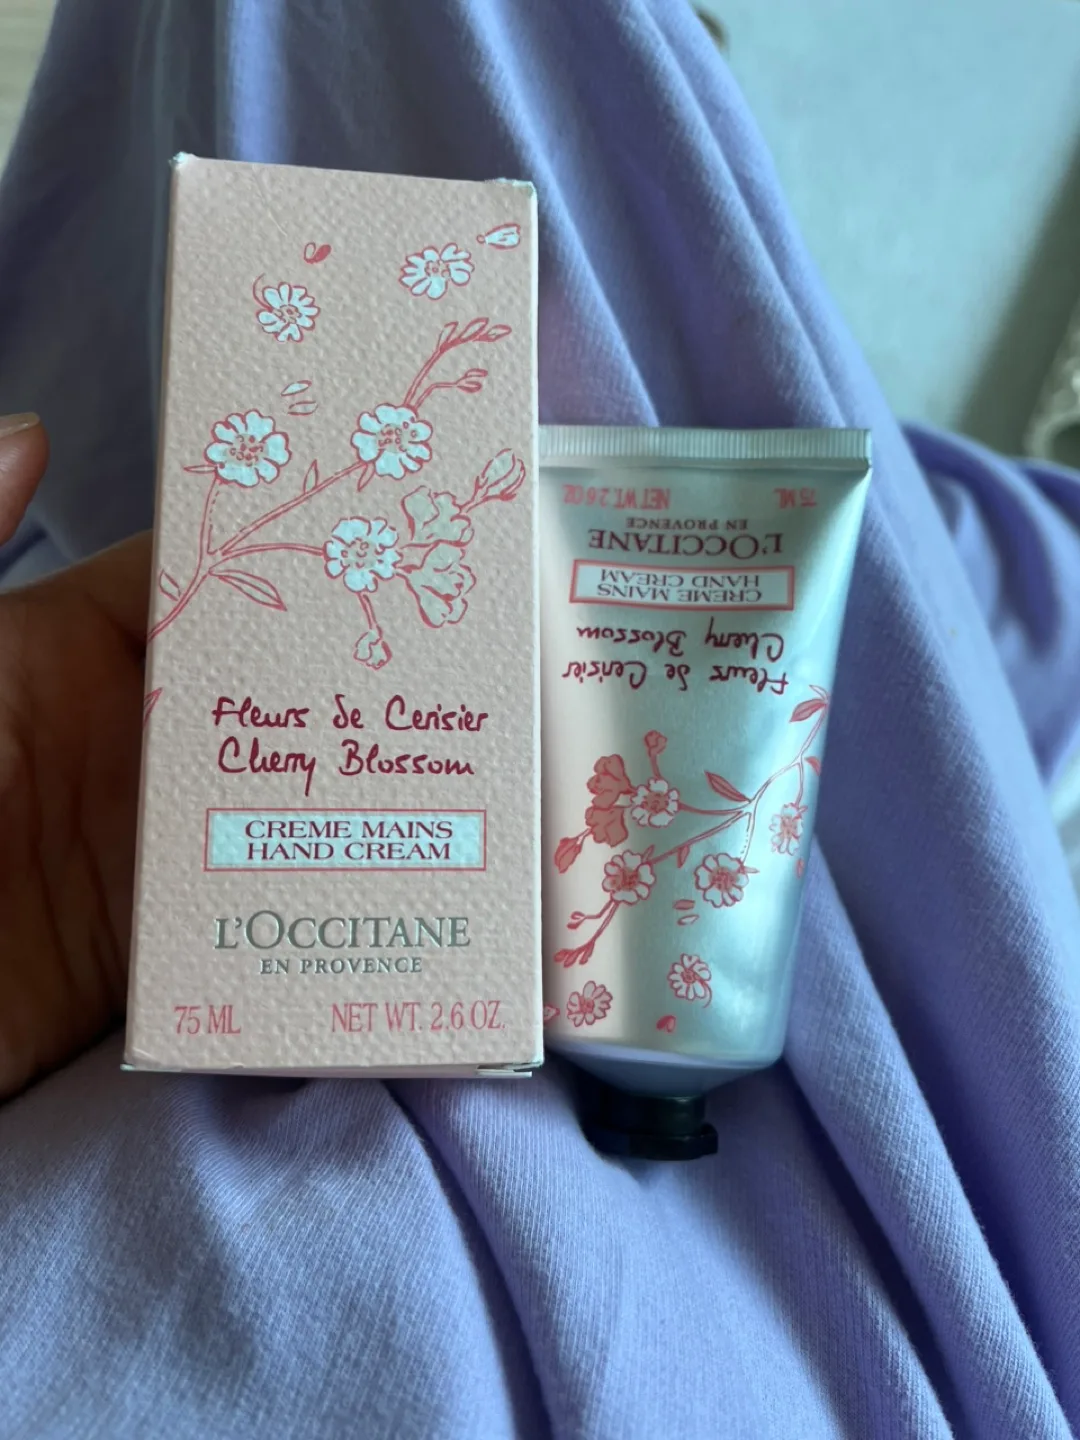 Fleurs de Cerisier
Cherry Blossom
CREME MAINS
HAND CREAM
L'OCCITANE
EN PROVENCE
75 ML NET WT. 2.6 OZ.
Fleurs de Cerisier
Cherry Blossom
CREME MAINS
HAND CREAM
L'OCCITANE
EN PROVENCE
75 ML NET WT. 2.6 OZ